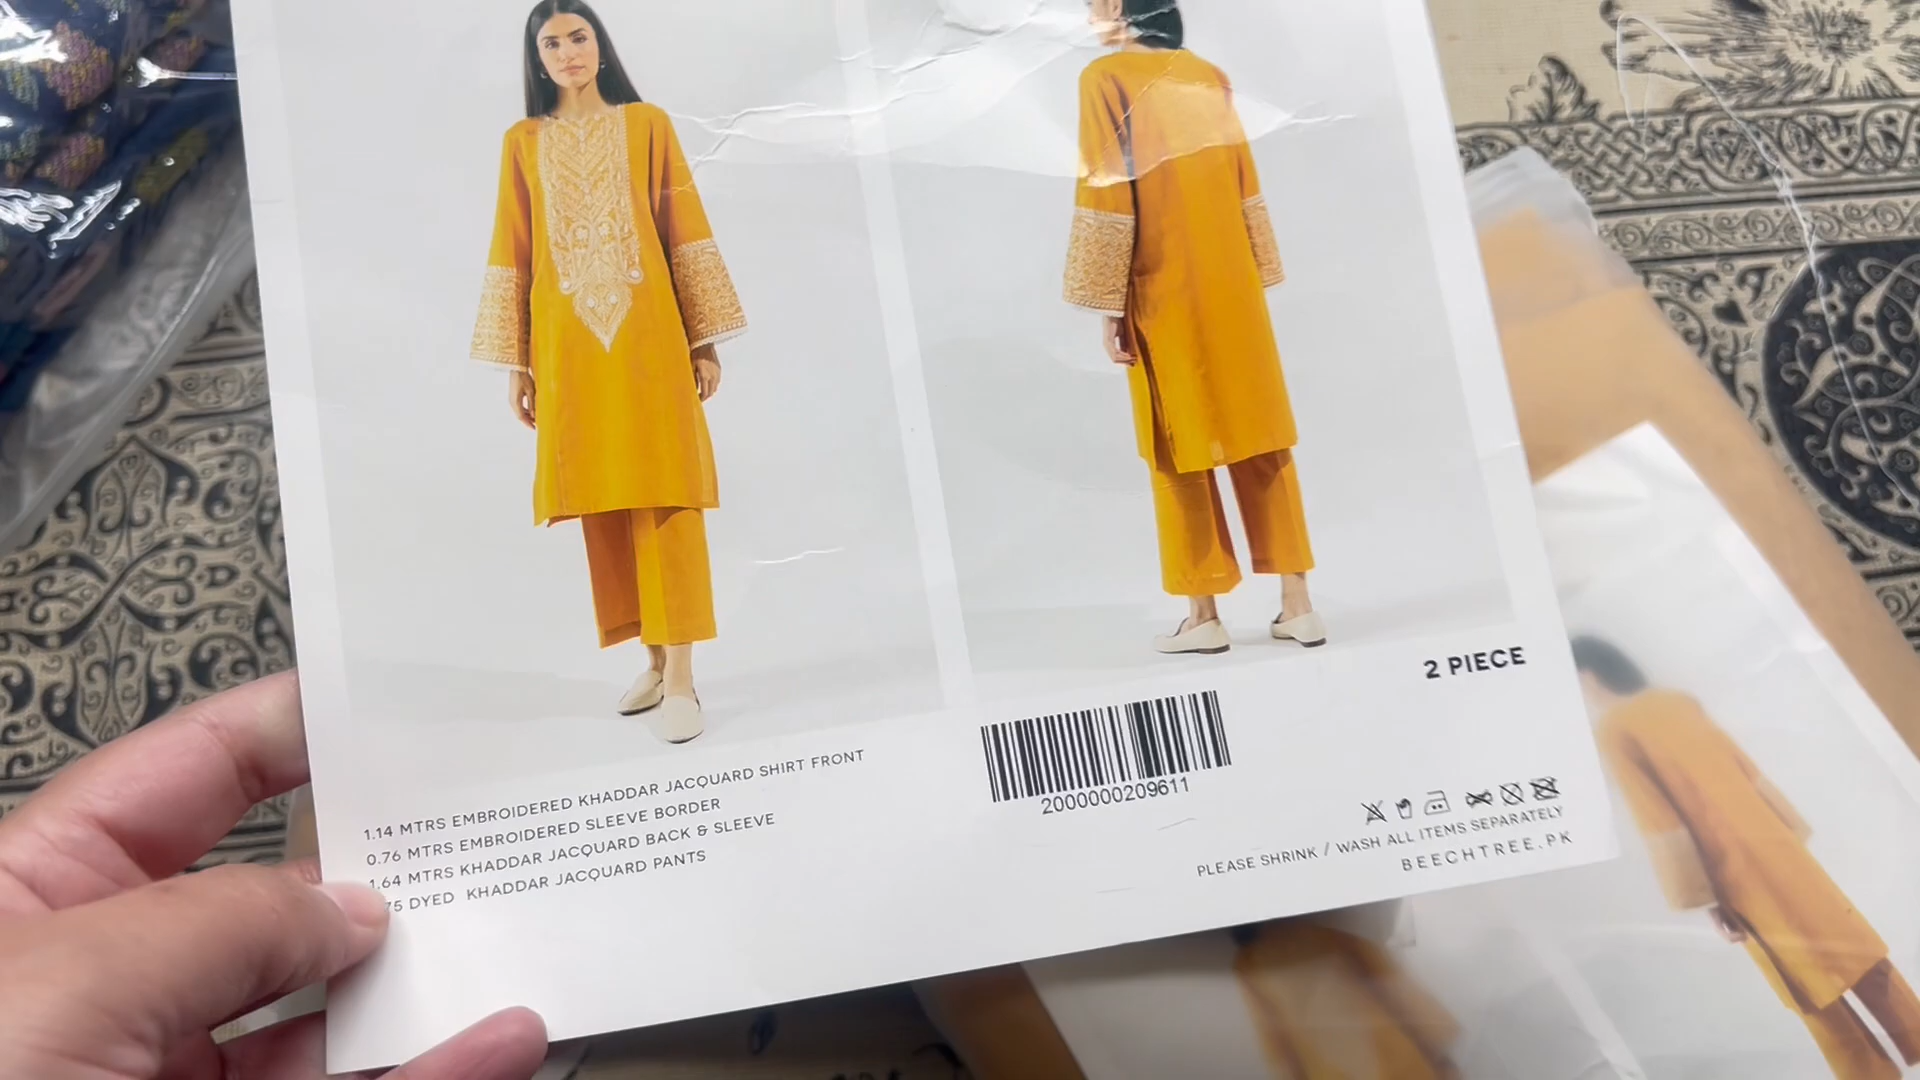 1.14 MTRS EMBROIDERED KHADDAR JACQUARD SHIRT FRONT
0.76 MTRS EMBROIDERED SLEEVE BORDER
1.64 MTRS KHADDAR JACQUARD BACK & SLEEVE
75 DYED KHADDAR JACQUARD PANTS
2000000209611
2 PIECE
PLEASE SHRINK / WASH ALL ITEMS SEPARATELY
BEECHTREE.PK